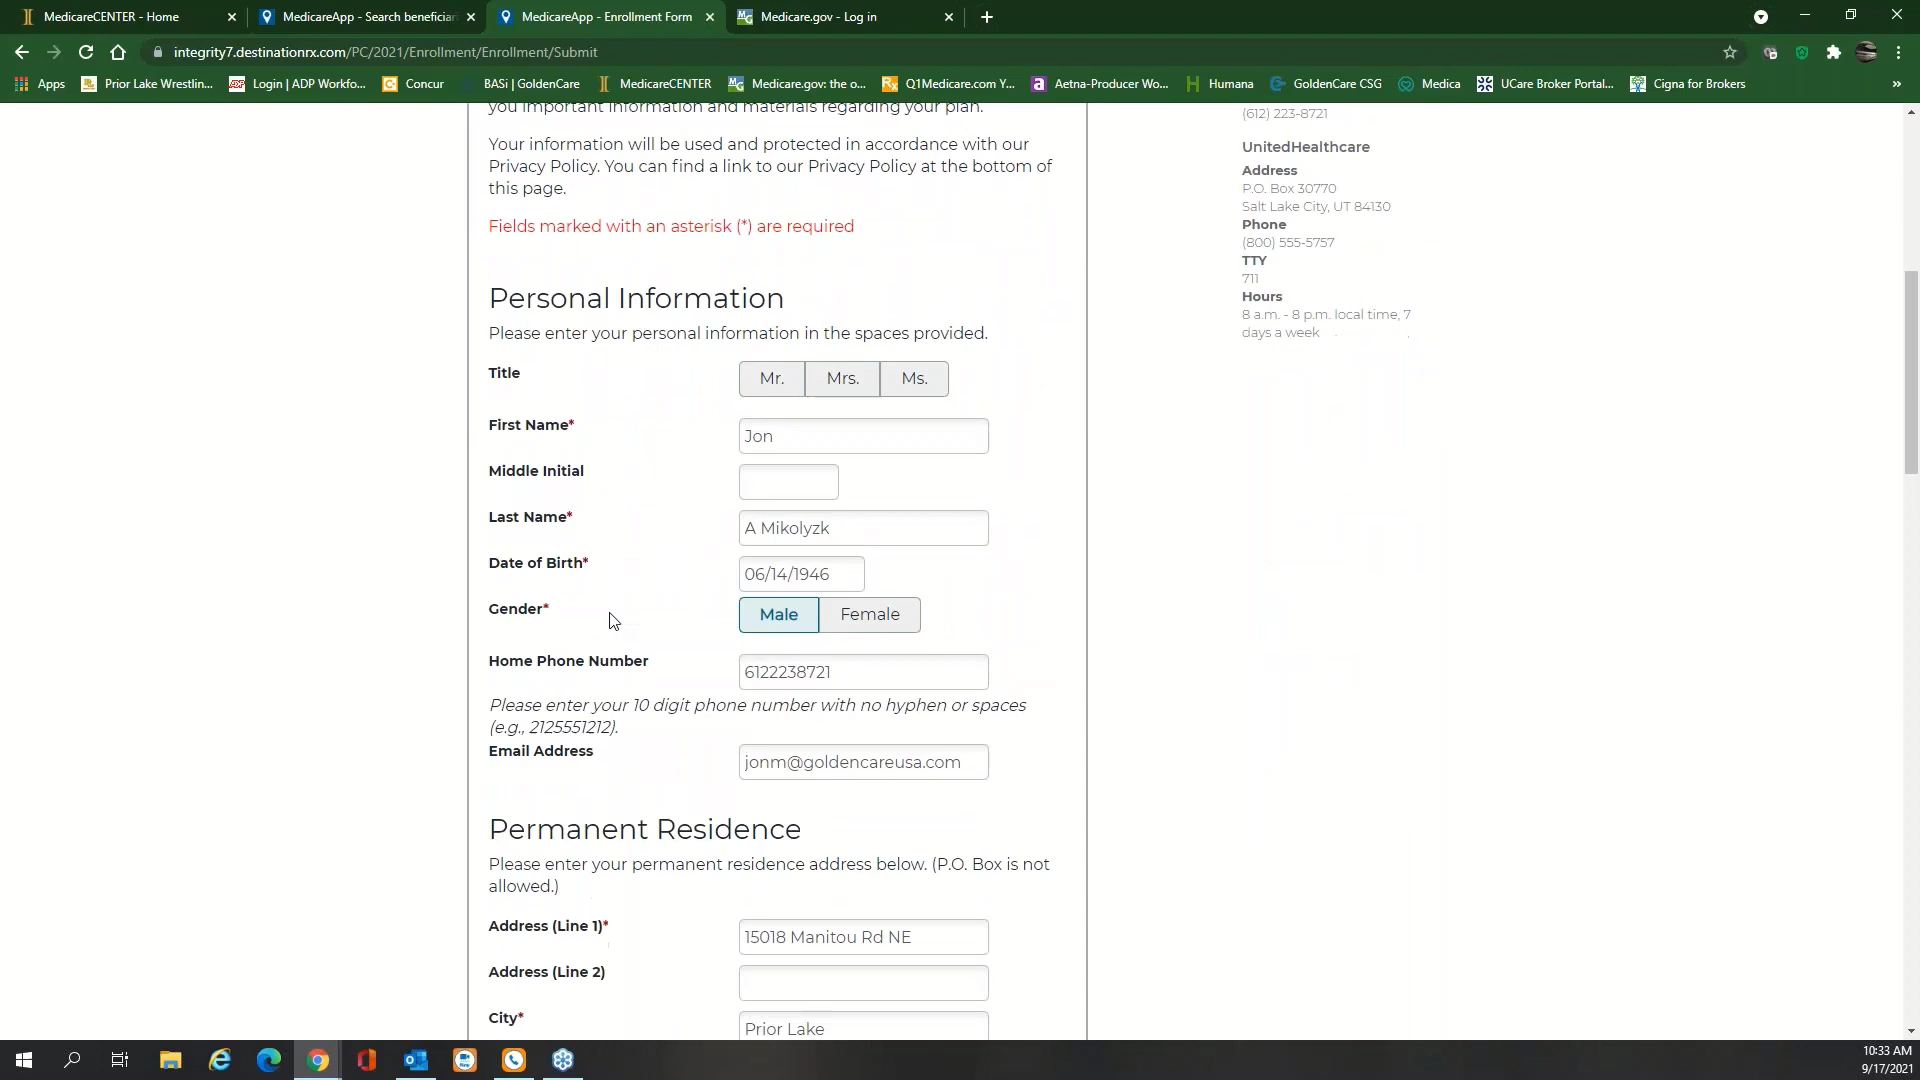 MedicareCENTER - Home
MedicareApp - Search beneficiari
MedicareApp - Enrollment Form
Medicare.gov - Log in
integrity7.destinationrx.com/PC/2021/Enrollment/Enrollment/Submit
Apps
Prior Lake Wrestlin...
Login | ADP Workfo...
Concur
BASi | GoldenCare
MedicareCENTER
Medicare.gov: the o...
Q1Medicare.com Y...
Aetna-Producer Wo...
Humana
GoldenCare CSG
Medica
UCare Broker Portal...
Cigna for Brokers
»
you important information and materials regarding your plan.
Your information will be used and protected in accordance with our
Privacy Policy. You can find a link to our Privacy Policy at the bottom of
this page.
Fields marked with an asterisk (*) are required
Personal Information
Please enter your personal information in the spaces provided.
Title
Mr. Mrs. Ms.
First Name*
Jon
Middle Initial
Last Name*
A Mikolyzk
Date of Birth*
06/14/1946
Gender*
Male Female
Home Phone Number
6122238721
Please enter your 10 digit phone number with no hyphen or spaces
(e.g., 2125551212).
Email Address
jonm@goldencareusa.com
Permanent Residence
Please enter your permanent residence address below. (P.O. Box is not
allowed.)
Address (Line 1)*
15018 Manitou Rd NE
Address (Line 2)
City*
Prior Lake
(612) 223-8721
UnitedHealthcare
Address
P.O. Box 30770
Salt Lake City, UT 84130
Phone
(800) 555-5757
TTY
711
Hours
8 a.m. - 8 p.m. local time, 7
days a week
10:33 AM
9/17/2021